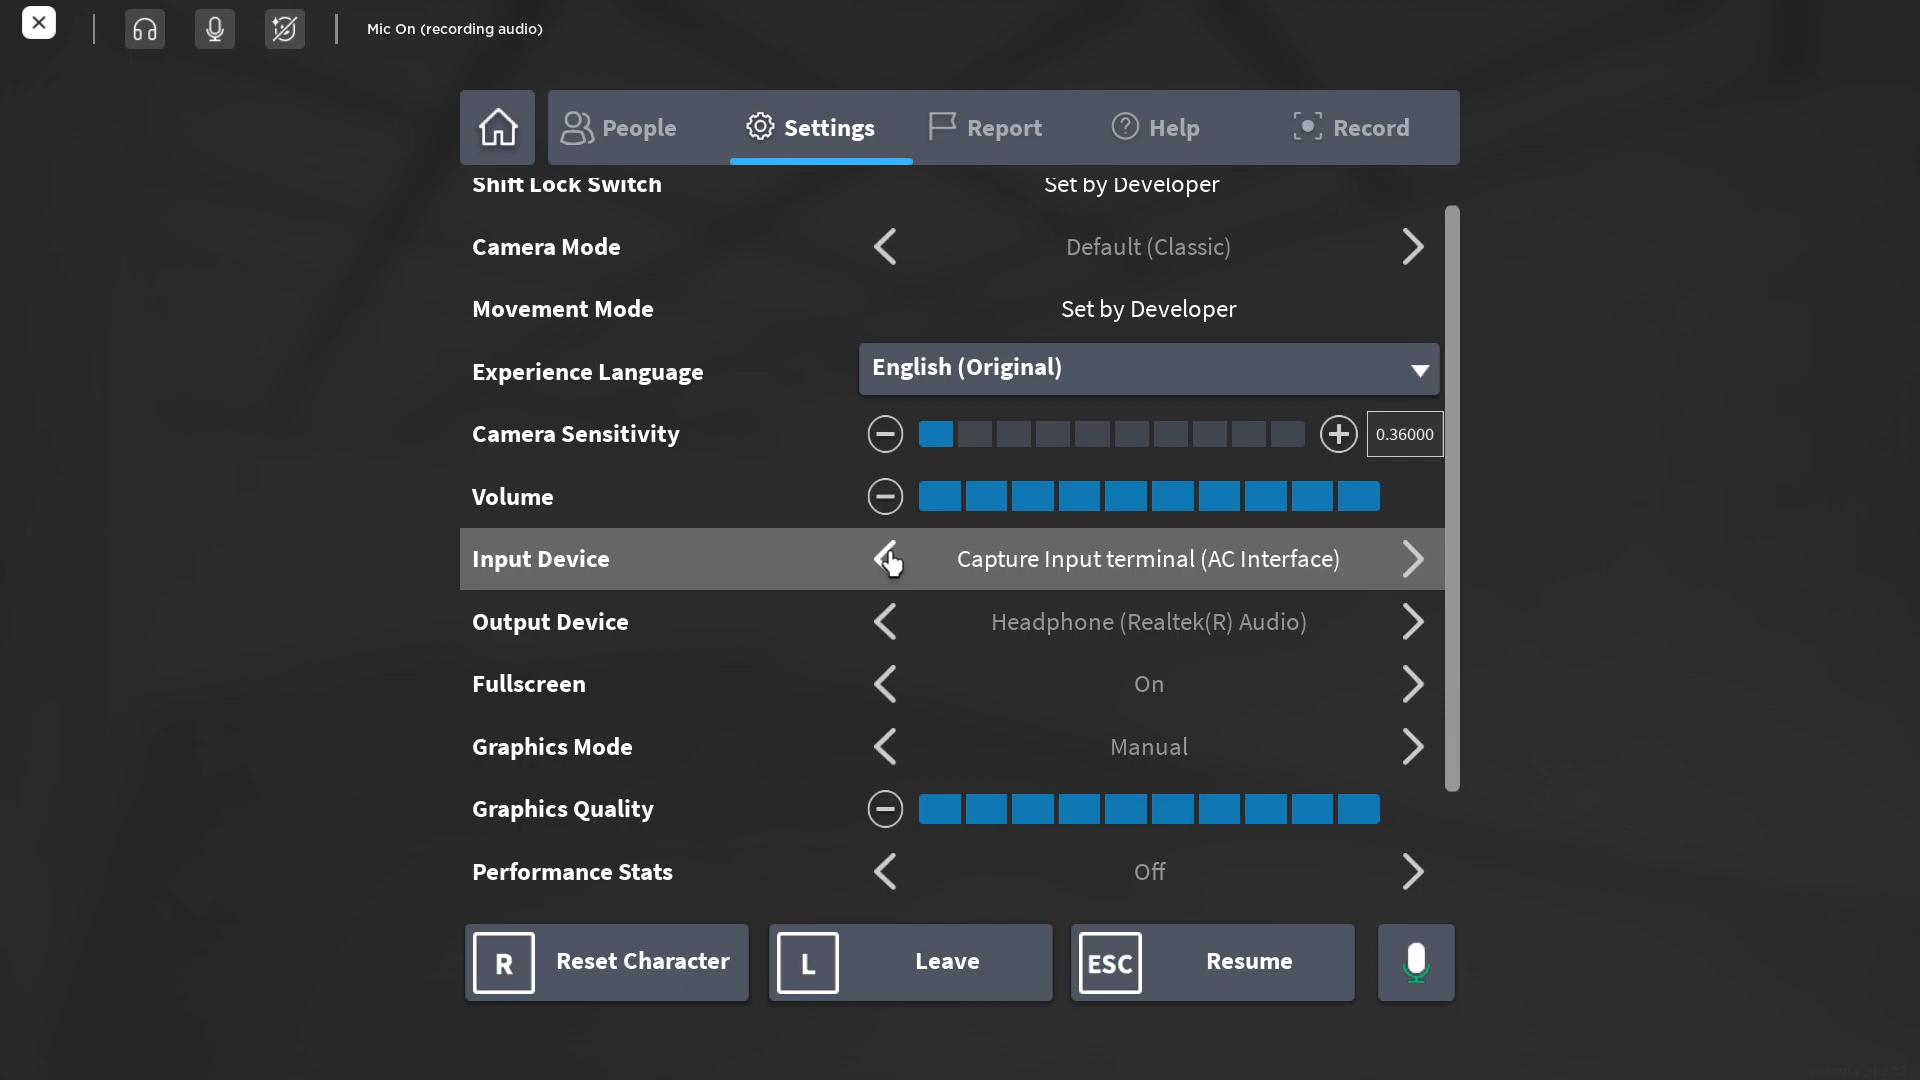 Mic On (recording audio)
People
Settings
Report
Help
Record
Shift Lock Switch
Set by Developer
Camera Mode
Default (Classic)
Movement Mode
Set by Developer
Experience Language
English (Original)
Camera Sensitivity
0.36000
Volume
Input Device
Capture Input terminal (AC Interface)
Output Device
Headphone (Realtek(R) Audio)
Fullscreen
On
Graphics Mode
Manual
Graphics Quality
Performance Stats
Off
R
Reset Character
L
Leave
ESC
Resume